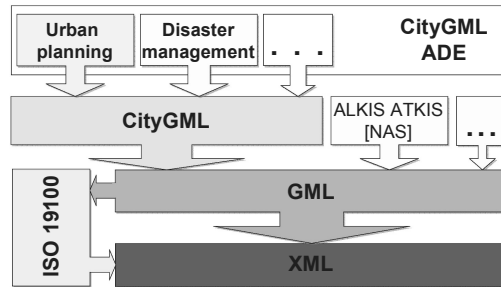 Urban
planning
Disaster
management
. . .
CityGML
ADE
CityGML
ALKIS ATKIS
[NAS]
...
ISO 19100
GML
XML